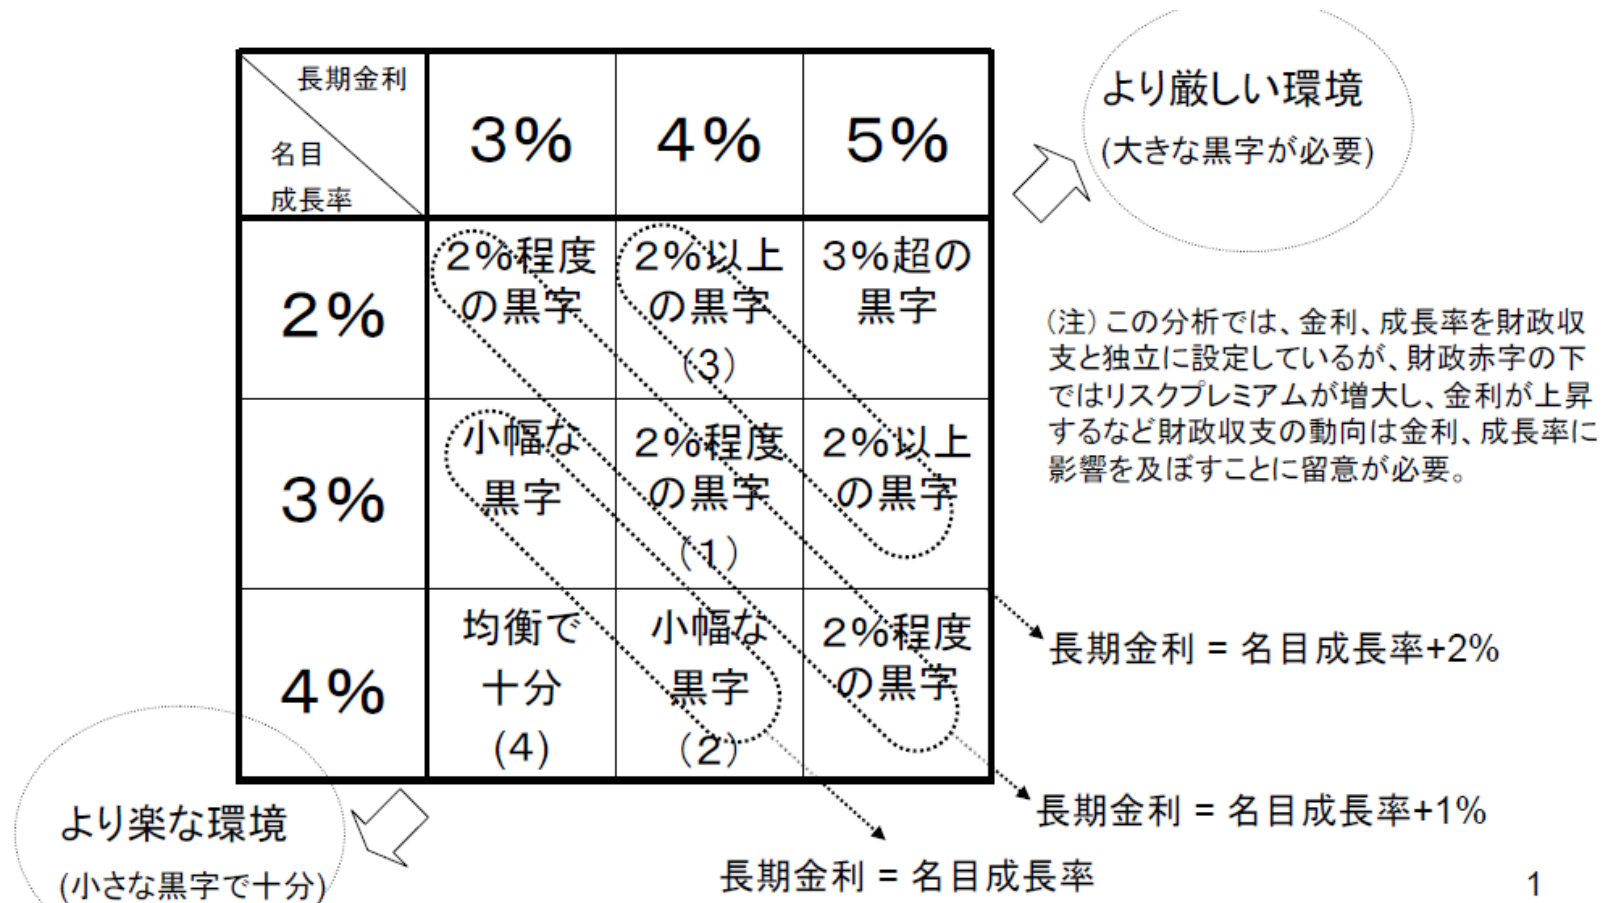 長期金利
名目
成長率
3%
4%
5%
より厳しい環境
(大きな黒字が必要)
2%
2%程度
の黒字
2%以上
の黒字
(3)
3%超の
黒字
(注)この分析では、金利、成長率を財政収
支と独立に設定しているが、財政赤字の下
ではリスクプレミアムが増大し、金利が上昇
するなど財政収支の動向は金利、成長率に
影響を及ぼすことに留意が必要。
3%
小幅な
黒字
2%程度
の黒字
(1)
2%以上
の黒字
4%
均衡で
十分
(4)
小幅な
黒字
(2)
2%程度
の黒字
長期金利 = 名目成長率+2%
長期金利 = 名目成長率+1%
長期金利 = 名目成長率
より楽な環境
(小さな黒字で十分)
1